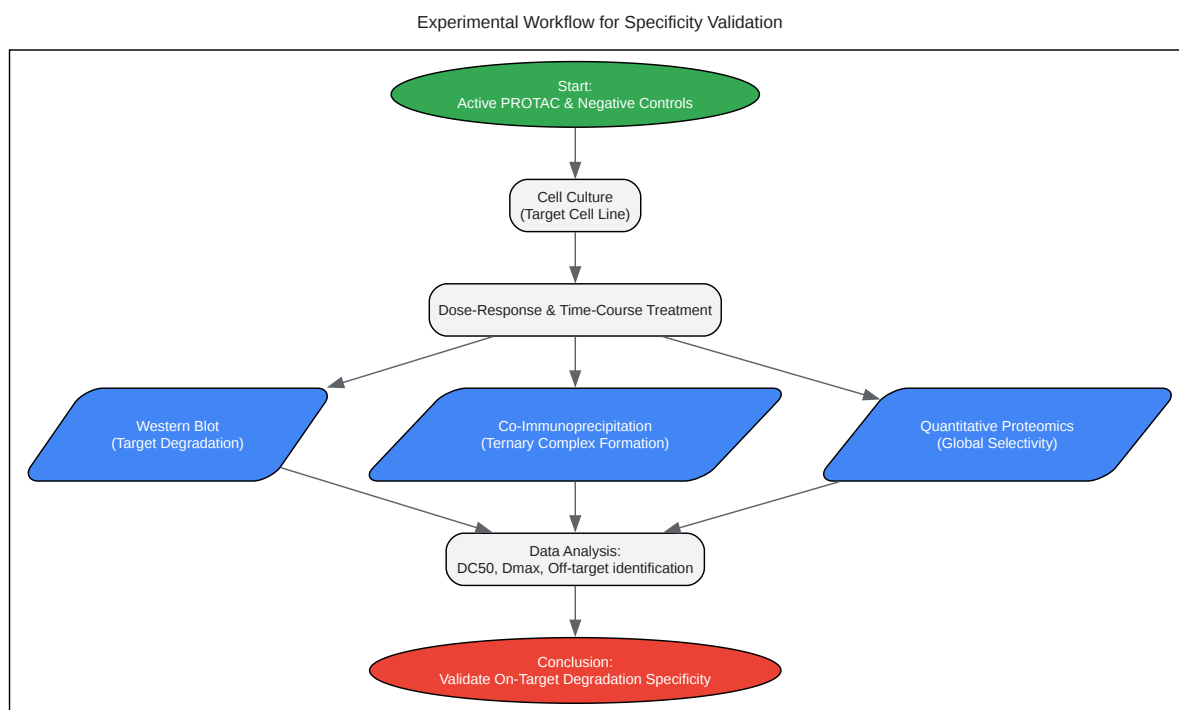 Experimental Workflow for Specificity Validation
Start:
Active PROTAC & Negative Controls
Cell Culture
(Target Cell Line)
Dose-Response & Time-Course Treatment
Western Blot
(Target Degradation)
Co-Immunoprecipitation
(Ternary Complex Formation)
Quantitative Proteomics
(Global Selectivity)
Data Analysis:
DC50, Dmax, Off-target identification
Conclusion:
Validate On-Target Degradation Specificity